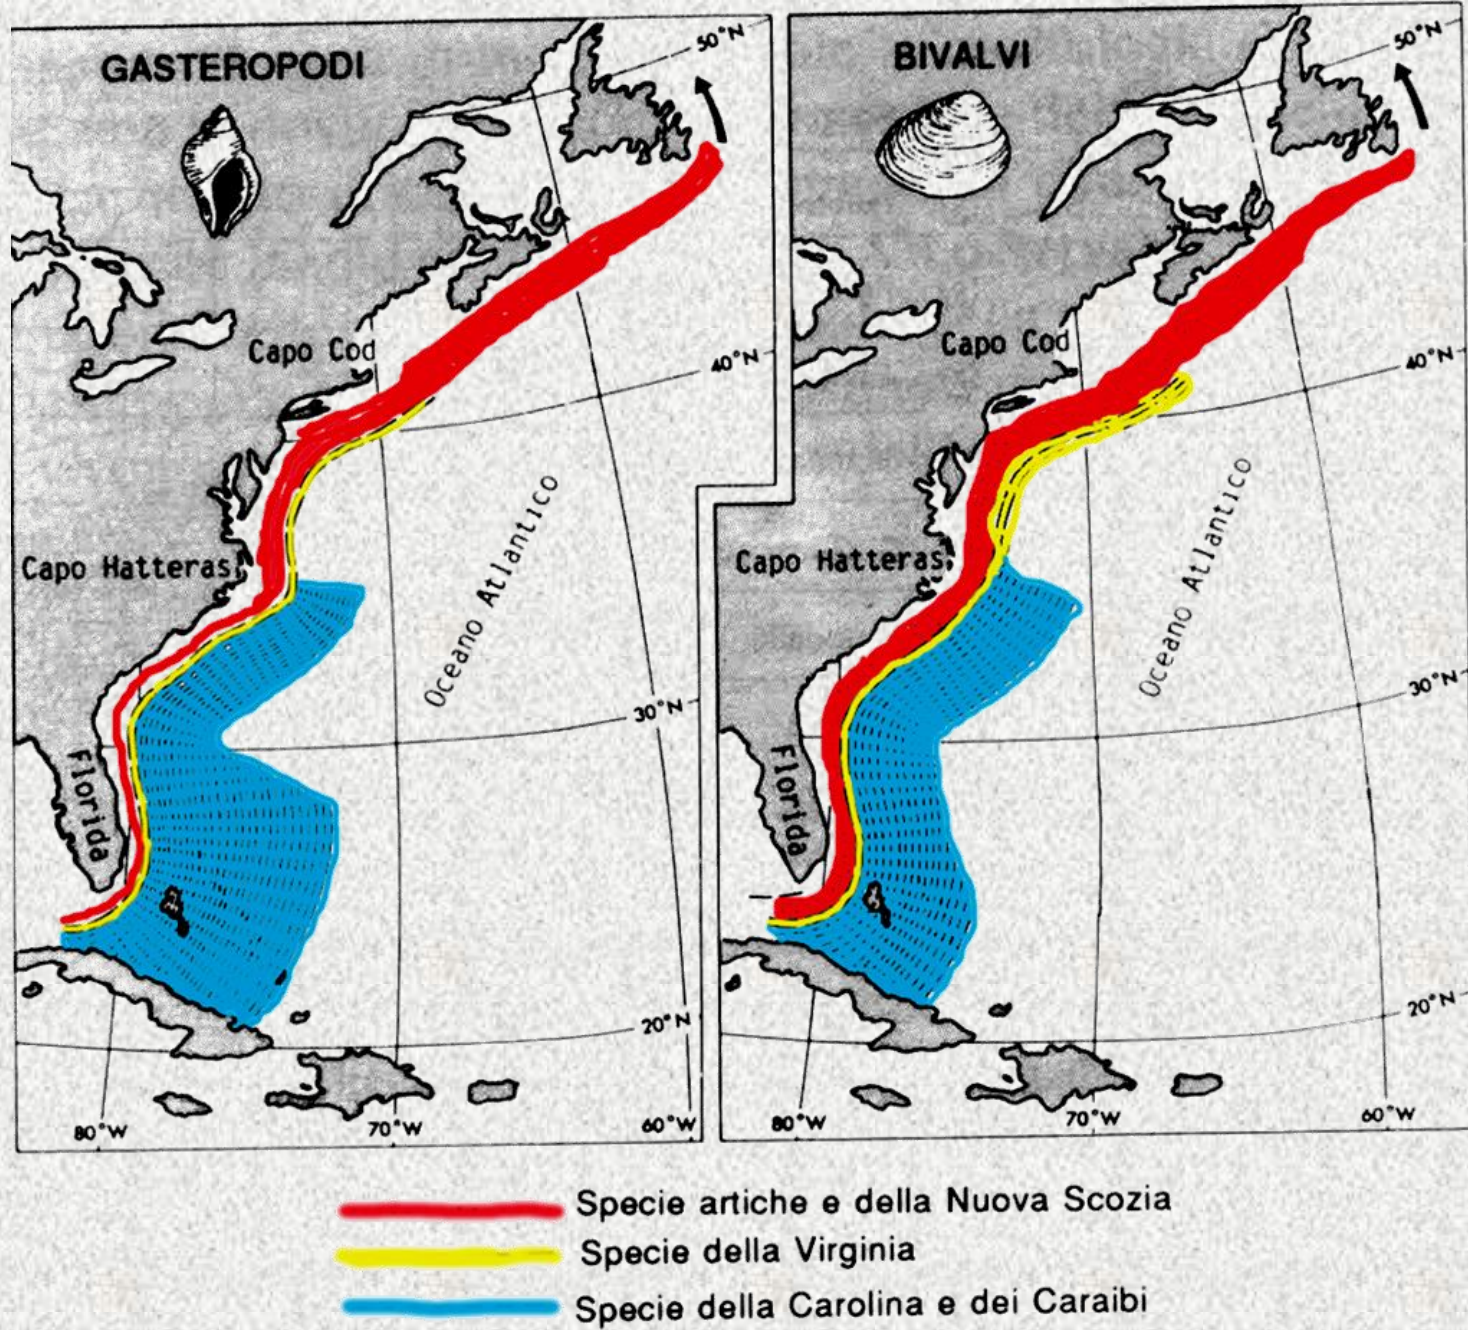 GASTEROPODI
50°N
Capo Cod
40°N
Capo Hatteras
Oceano Atlantico
30°N
Florida
20°N
80°W
70°W
60°W
BIVALVI
50°N
Capo Cod
40°N
Capo Hatteras
Oceano Atlantico
30°N
Florida
20°N
80°W
70°W
60°W
Specie artiche e della Nuova Scozia
Specie della Virginia
Specie della Carolina e dei Caraibi